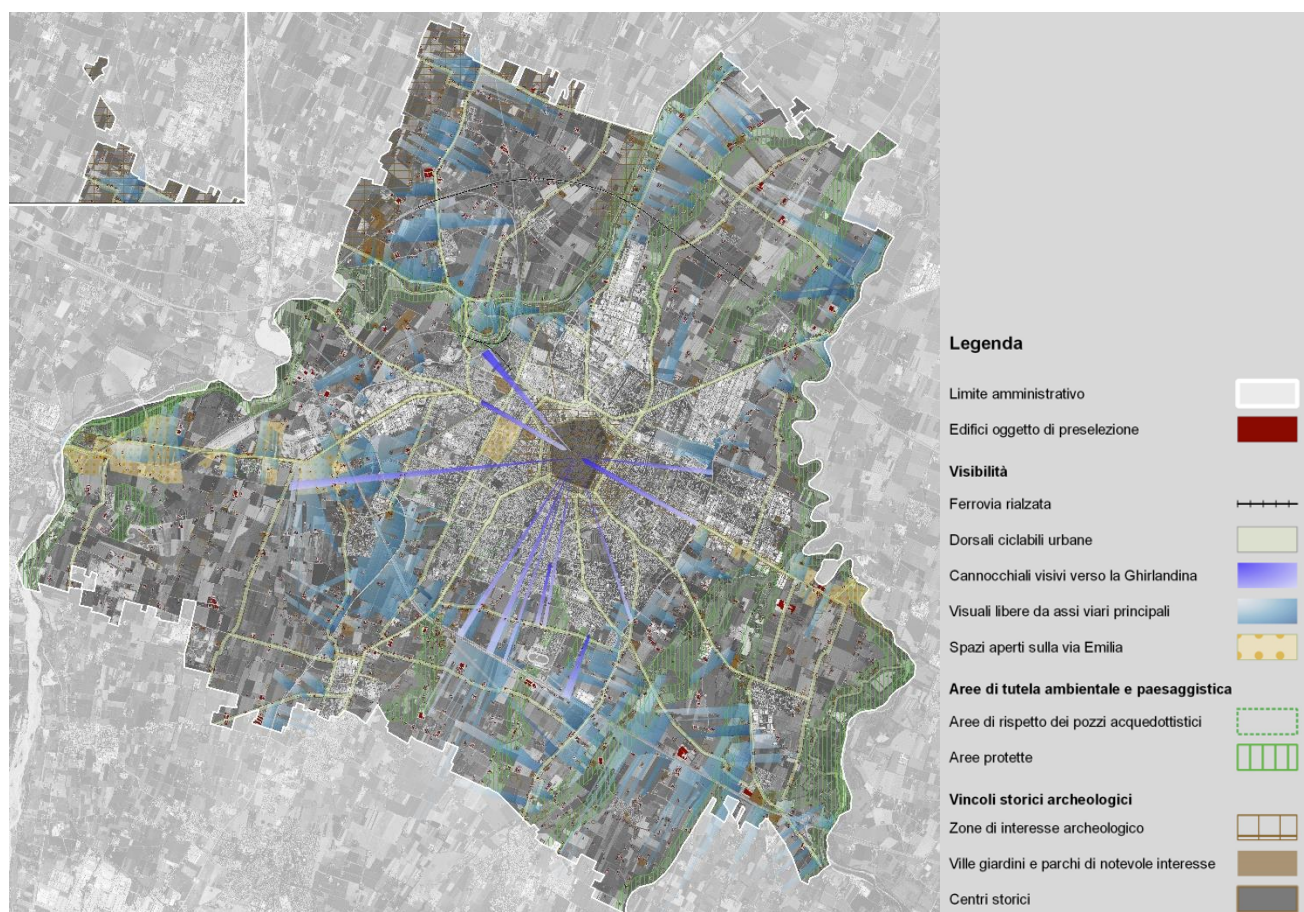 Legenda
Limite amministrativo
Edifici oggetto di preselezione
Visibilità
Ferrovia rialzata
Dorsali ciclabili urbane
Cannocchiali visivi verso la Ghirlandina
Visuali libere da assi viari principali
Spazi aperti sulla via Emilia
Aree di tutela ambientale e paesaggistica
Aree di rispetto dei pozzi acquedottistici
Aree protette
Vincoli storici archeologici
Zone di interesse archeologico
Ville giardini e parchi di notevole interesse
Centri storici